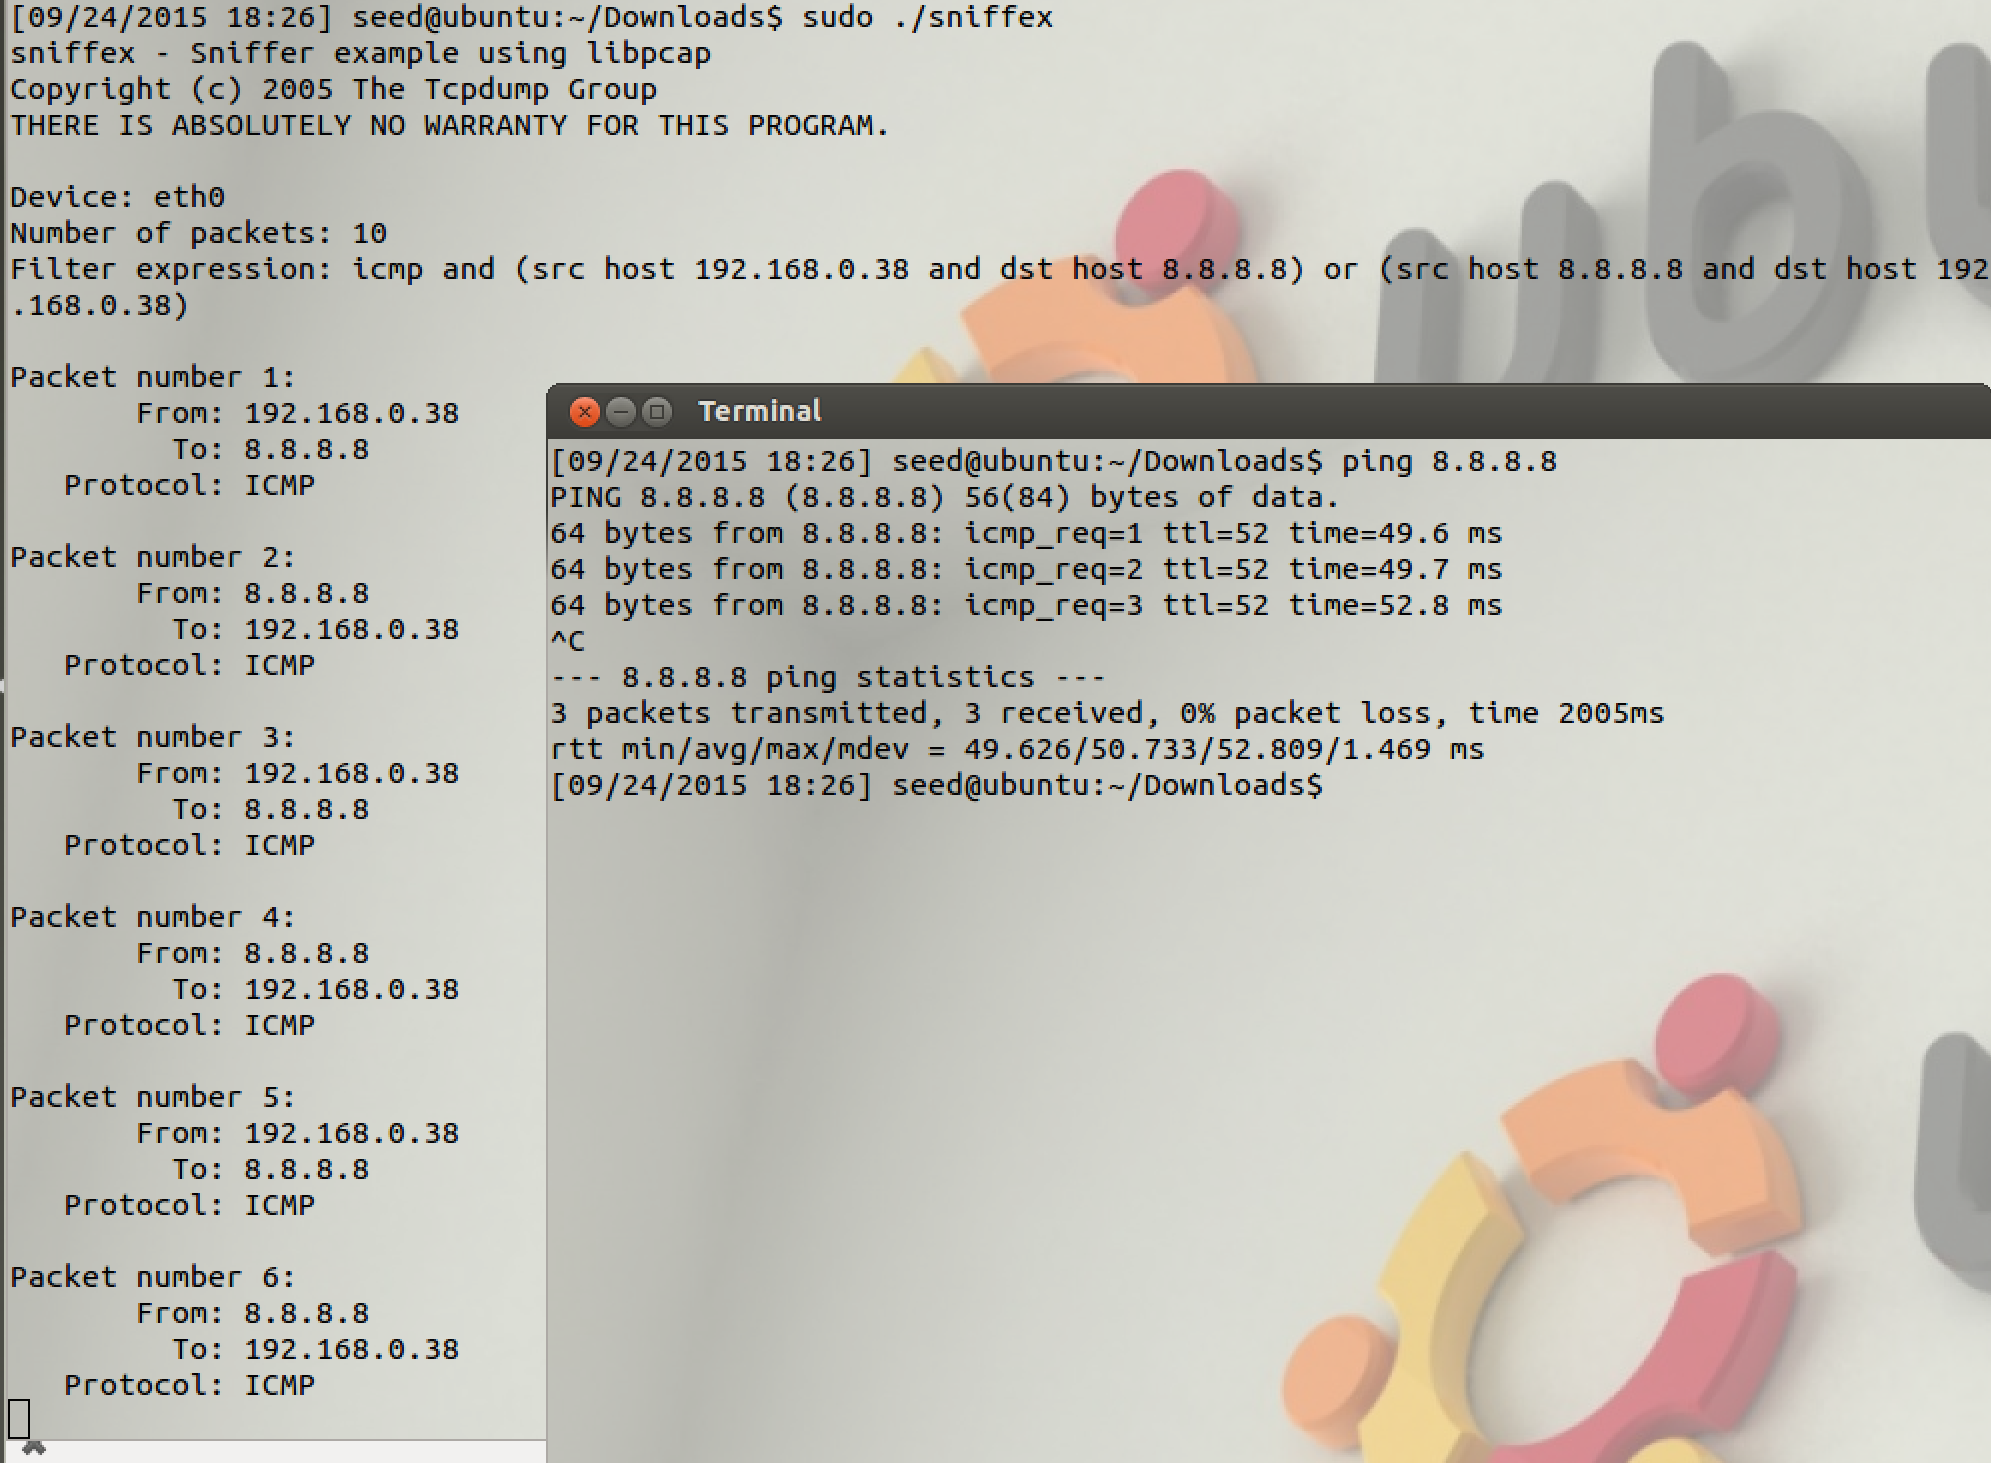 [09/24/2015 18:26] seed@ubuntu:~/Downloads$ sudo ./sniffex
sniffex - Sniffer example using libpcap
Copyright (c) 2005 The Tcpdump Group
THERE IS ABSOLUTELY NO WARRANTY FOR THIS PROGRAM.

Device: eth0
Number of packets: 10
Filter expression: icmp and (src host 192.168.0.38 and dst host 8.8.8.8) or (src host 8.8.8.8 and dst host 192
.168.0.38)

Packet number 1:
       From: 192.168.0.38
         To: 8.8.8.8
   Protocol: ICMP

Packet number 2:
       From: 8.8.8.8
         To: 192.168.0.38
   Protocol: ICMP

Packet number 3:
       From: 192.168.0.38
         To: 8.8.8.8
   Protocol: ICMP

Packet number 4:
       From: 8.8.8.8
         To: 192.168.0.38
   Protocol: ICMP

Packet number 5:
       From: 192.168.0.38
         To: 8.8.8.8
   Protocol: ICMP

Packet number 6:
       From: 8.8.8.8
         To: 192.168.0.38
   Protocol: ICMP

Terminal
[09/24/2015 18:26] seed@ubuntu:~/Downloads$ ping 8.8.8.8
PING 8.8.8.8 (8.8.8.8) 56(84) bytes of data.
64 bytes from 8.8.8.8: icmp_req=1 ttl=52 time=49.6 ms
64 bytes from 8.8.8.8: icmp_req=2 ttl=52 time=49.7 ms
64 bytes from 8.8.8.8: icmp_req=3 ttl=52 time=52.8 ms
^C
--- 8.8.8.8 ping statistics ---
3 packets transmitted, 3 received, 0% packet loss, time 2005ms
rtt min/avg/max/mdev = 49.626/50.733/52.809/1.469 ms
[09/24/2015 18:26] seed@ubuntu:~/Downloads$